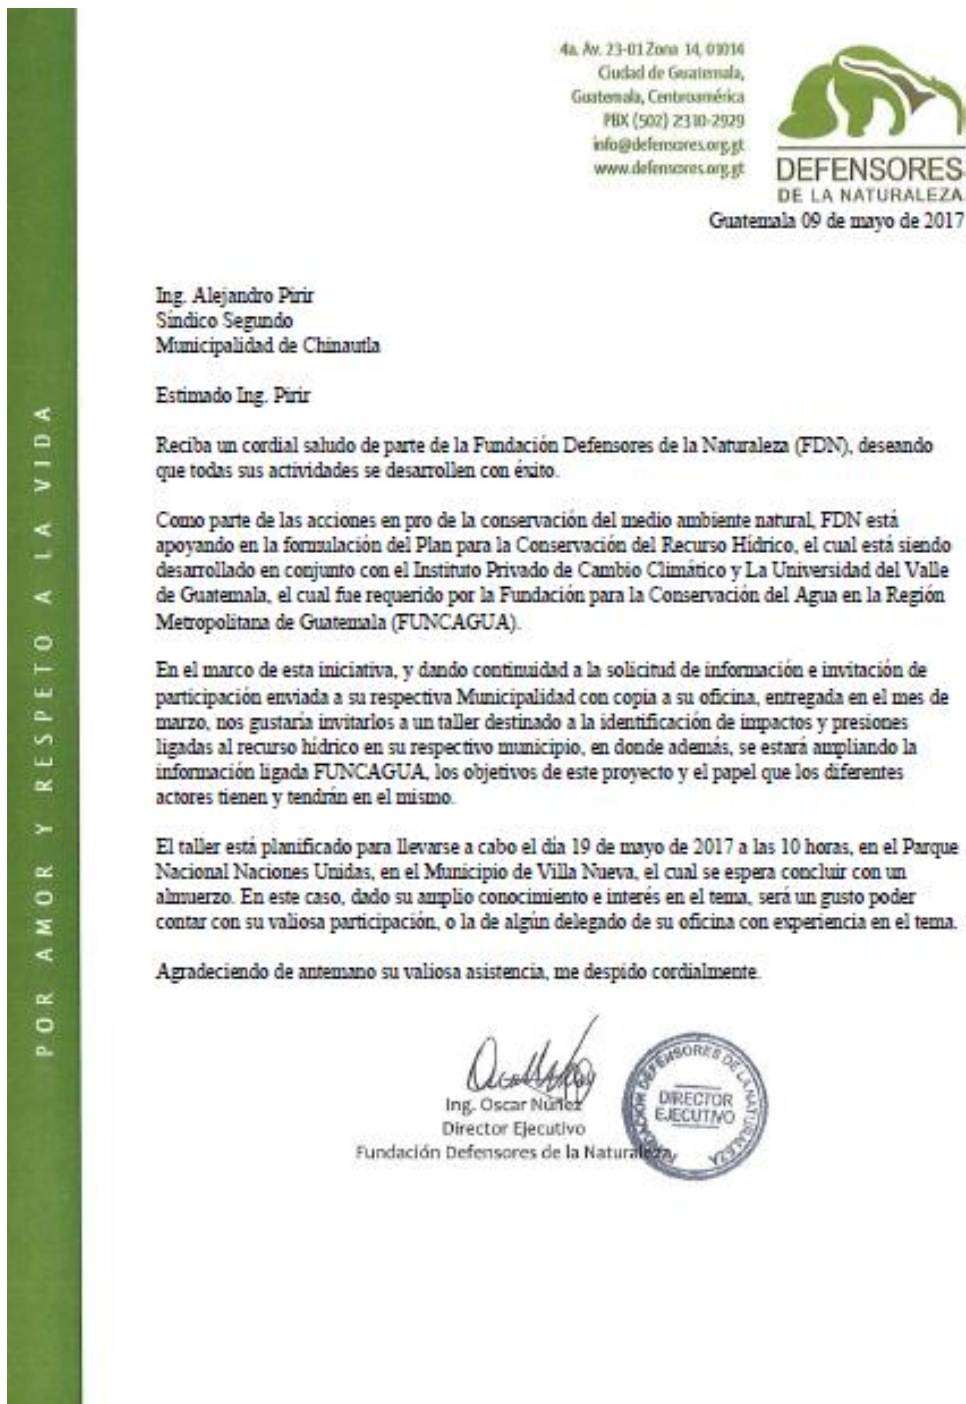 4a. Av. 23-01 Zona 14, 01014
Ciudad de Guatemala,
Guatemala, Centroamérica
PBX (502) 2310-2929
info@defensores.org.gt
www.defensores.org.gt
DEFENSORES
DE LA NATURALEZA
Guatemala 09 de mayo de 2017
Ing. Alejandro Pirir
Síndico Segundo
Municipalidad de Chinautla
Estimado Ing. Pirir
Reciba un cordial saludo de parte de la Fundación Defensores de la Naturaleza (FDN), deseando
que todas sus actividades se desarrollen con éxito.
Como parte de las acciones en pro de la conservación del medio ambiente natural, FDN está
apoyando en la formulación del Plan para la Conservación del Recurso Hídrico, el cual está siendo
desarrollado en conjunto con el Instituto Privado de Cambio Climático y La Universidad del Valle
de Guatemala, el cual fue requerido por la Fundación para la Conservación del Agua en la Región
Metropolitana de Guatemala (FUNCAGUA).
En el marco de esta iniciativa, y dando continuidad a la solicitud de información e invitación de
participación enviada a su respectiva Municipalidad con copia a su oficina, entregada en el mes de
marzo, nos gustaría invitarlos a un taller destinado a la identificación de impactos y presiones
ligadas al recurso hídrico en su respectivo municipio, en donde además, se estará ampliando la
información ligada FUNCAGUA, los objetivos de este proyecto y el papel que los diferentes
actores tienen y tendrán en el mismo.
El taller está planificado para llevarse a cabo el día 19 de mayo de 2017 a las 10 horas, en el Parque
Nacional Naciones Unidas, en el Municipio de Villa Nueva, el cual se espera concluir con un
almuerzo. En este caso, dado su amplio conocimiento e interés en el tema, será un gusto poder
contar con su valiosa participación, o la de algún delegado de su oficina con experiencia en el tema.
Agradeciendo de antemano su valiosa asistencia, me despido cordialmente.
Ing. Oscar Núñez
Director Ejecutivo
Fundación Defensores de la Naturaleza
FUNDACIÓN DEFENSORES DE LA NATURALEZA
DIRECTOR
EJECUTIVO
POR AMOR Y RESPETO A LA VIDA